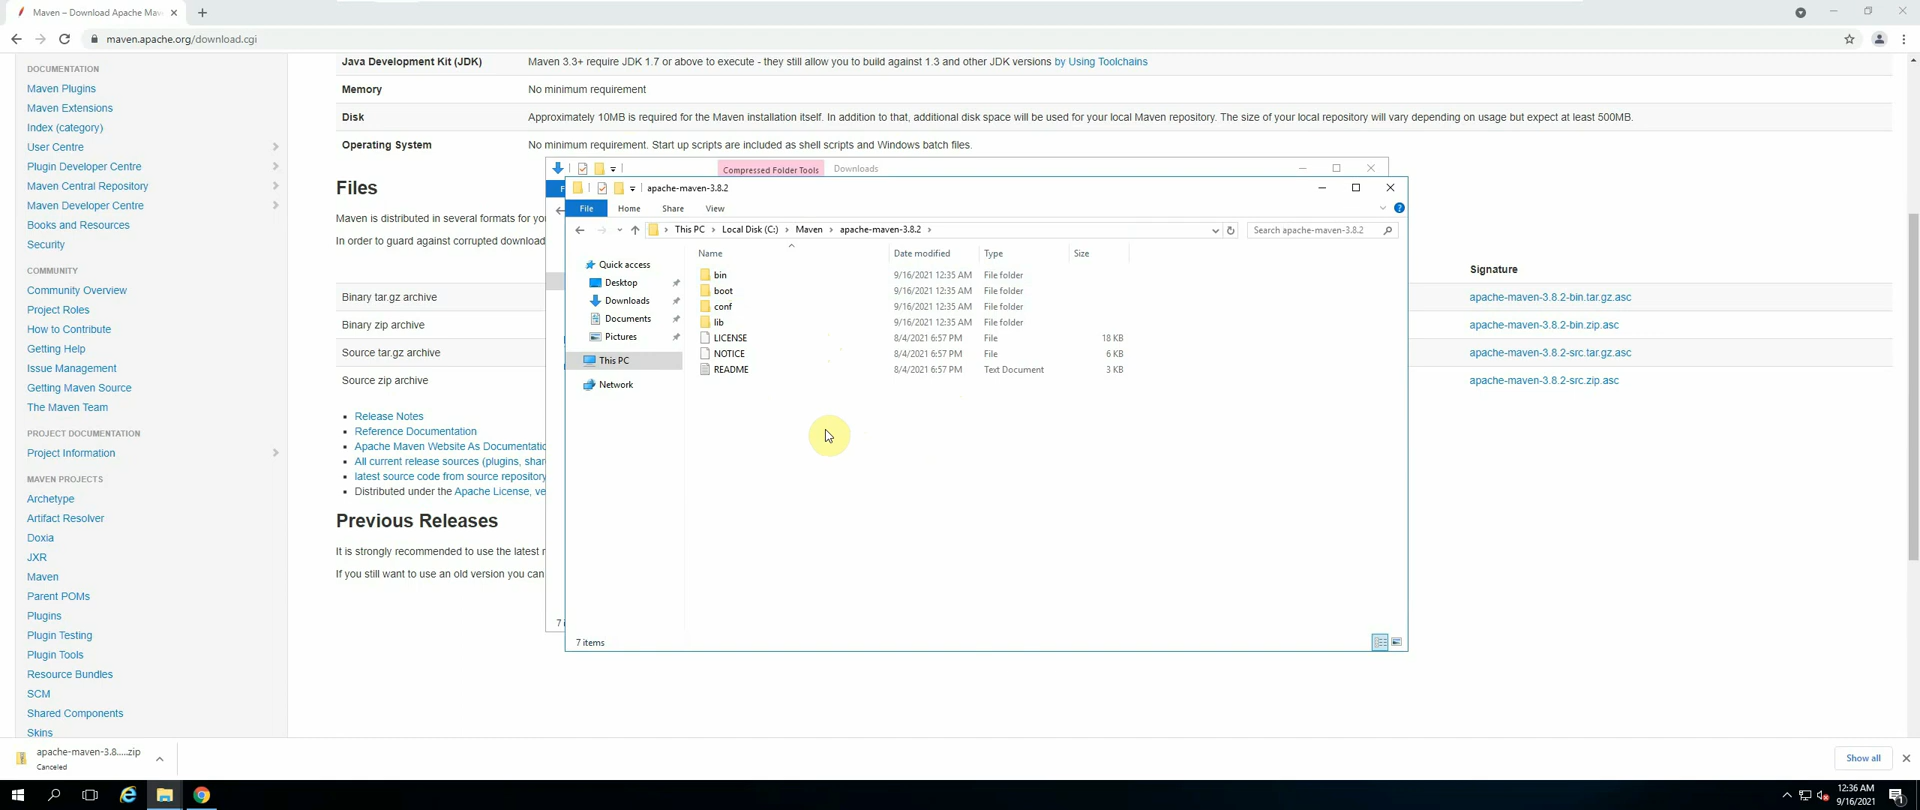 Maven – Download Apache Mav
maven.apache.org/download.cgi
DOCUMENTATION
Maven Plugins
Maven Extensions
Index (category)
User Centre
Plugin Developer Centre
Maven Central Repository
Maven Developer Centre
Books and Resources
Security
COMMUNITY
Community Overview
Project Roles
How to Contribute
Getting Help
Issue Management
Getting Maven Source
The Maven Team
PROJECT DOCUMENTATION
Project Information
MAVEN PROJECTS
Archetype
Artifact Resolver
Doxia
JXR
Maven
Parent POMs
Plugins
Plugin Testing
Plugin Tools
Resource Bundles
SCM
Shared Components
Skins
Java Development Kit (JDK) Maven 3.3+ require JDK 1.7 or above to execute - they still allow you to build against 1.3 and other JDK versions by Using Toolchains
Memory No minimum requirement
Disk Approximately 10MB is required for the Maven installation itself. In addition to that, additional disk space will be used for your local Maven repository. The size of your local repository will vary depending on usage but expect at least 500MB.
Operating System No minimum requirement. Start up scripts are included as shell scripts and Windows batch files.
Files
Maven is distributed in several formats for you
In order to guard against corrupted download
Signature
Binary tar.gz archive apache-maven-3.8.2-bin.tar.gz.asc
Binary zip archive apache-maven-3.8.2-bin.zip.asc
Source tar.gz archive apache-maven-3.8.2-src.tar.gz.asc
Source zip archive apache-maven-3.8.2-src.zip.asc
Release Notes
Reference Documentation
Apache Maven Website As Documentatio
All current release sources (plugins, shar
latest source code from source repository
Distributed under the Apache License, ve
Previous Releases
It is strongly recommended to use the latest r
If you still want to use an old version you can
Compressed Folder Tools Downloads
F
7 i
apache-maven-3.8.2
File Home Share View
This PC Local Disk (C:) Maven apache-maven-3.8.2
Search apache-maven-3.8.2
Quick access
Desktop
Downloads
Documents
Pictures
This PC
Network
Name Date modified Type Size
bin 9/16/2021 12:35 AM File folder
boot 9/16/2021 12:35 AM File folder
conf 9/16/2021 12:35 AM File folder
lib 9/16/2021 12:35 AM File folder
LICENSE 8/4/2021 6:57 PM File 18 KB
NOTICE 8/4/2021 6:57 PM File 6 KB
README 8/4/2021 6:57 PM Text Document 3 KB
7 items
apache-maven-3.8.....zip
Canceled
Show all
12:36 AM
9/16/2021
1